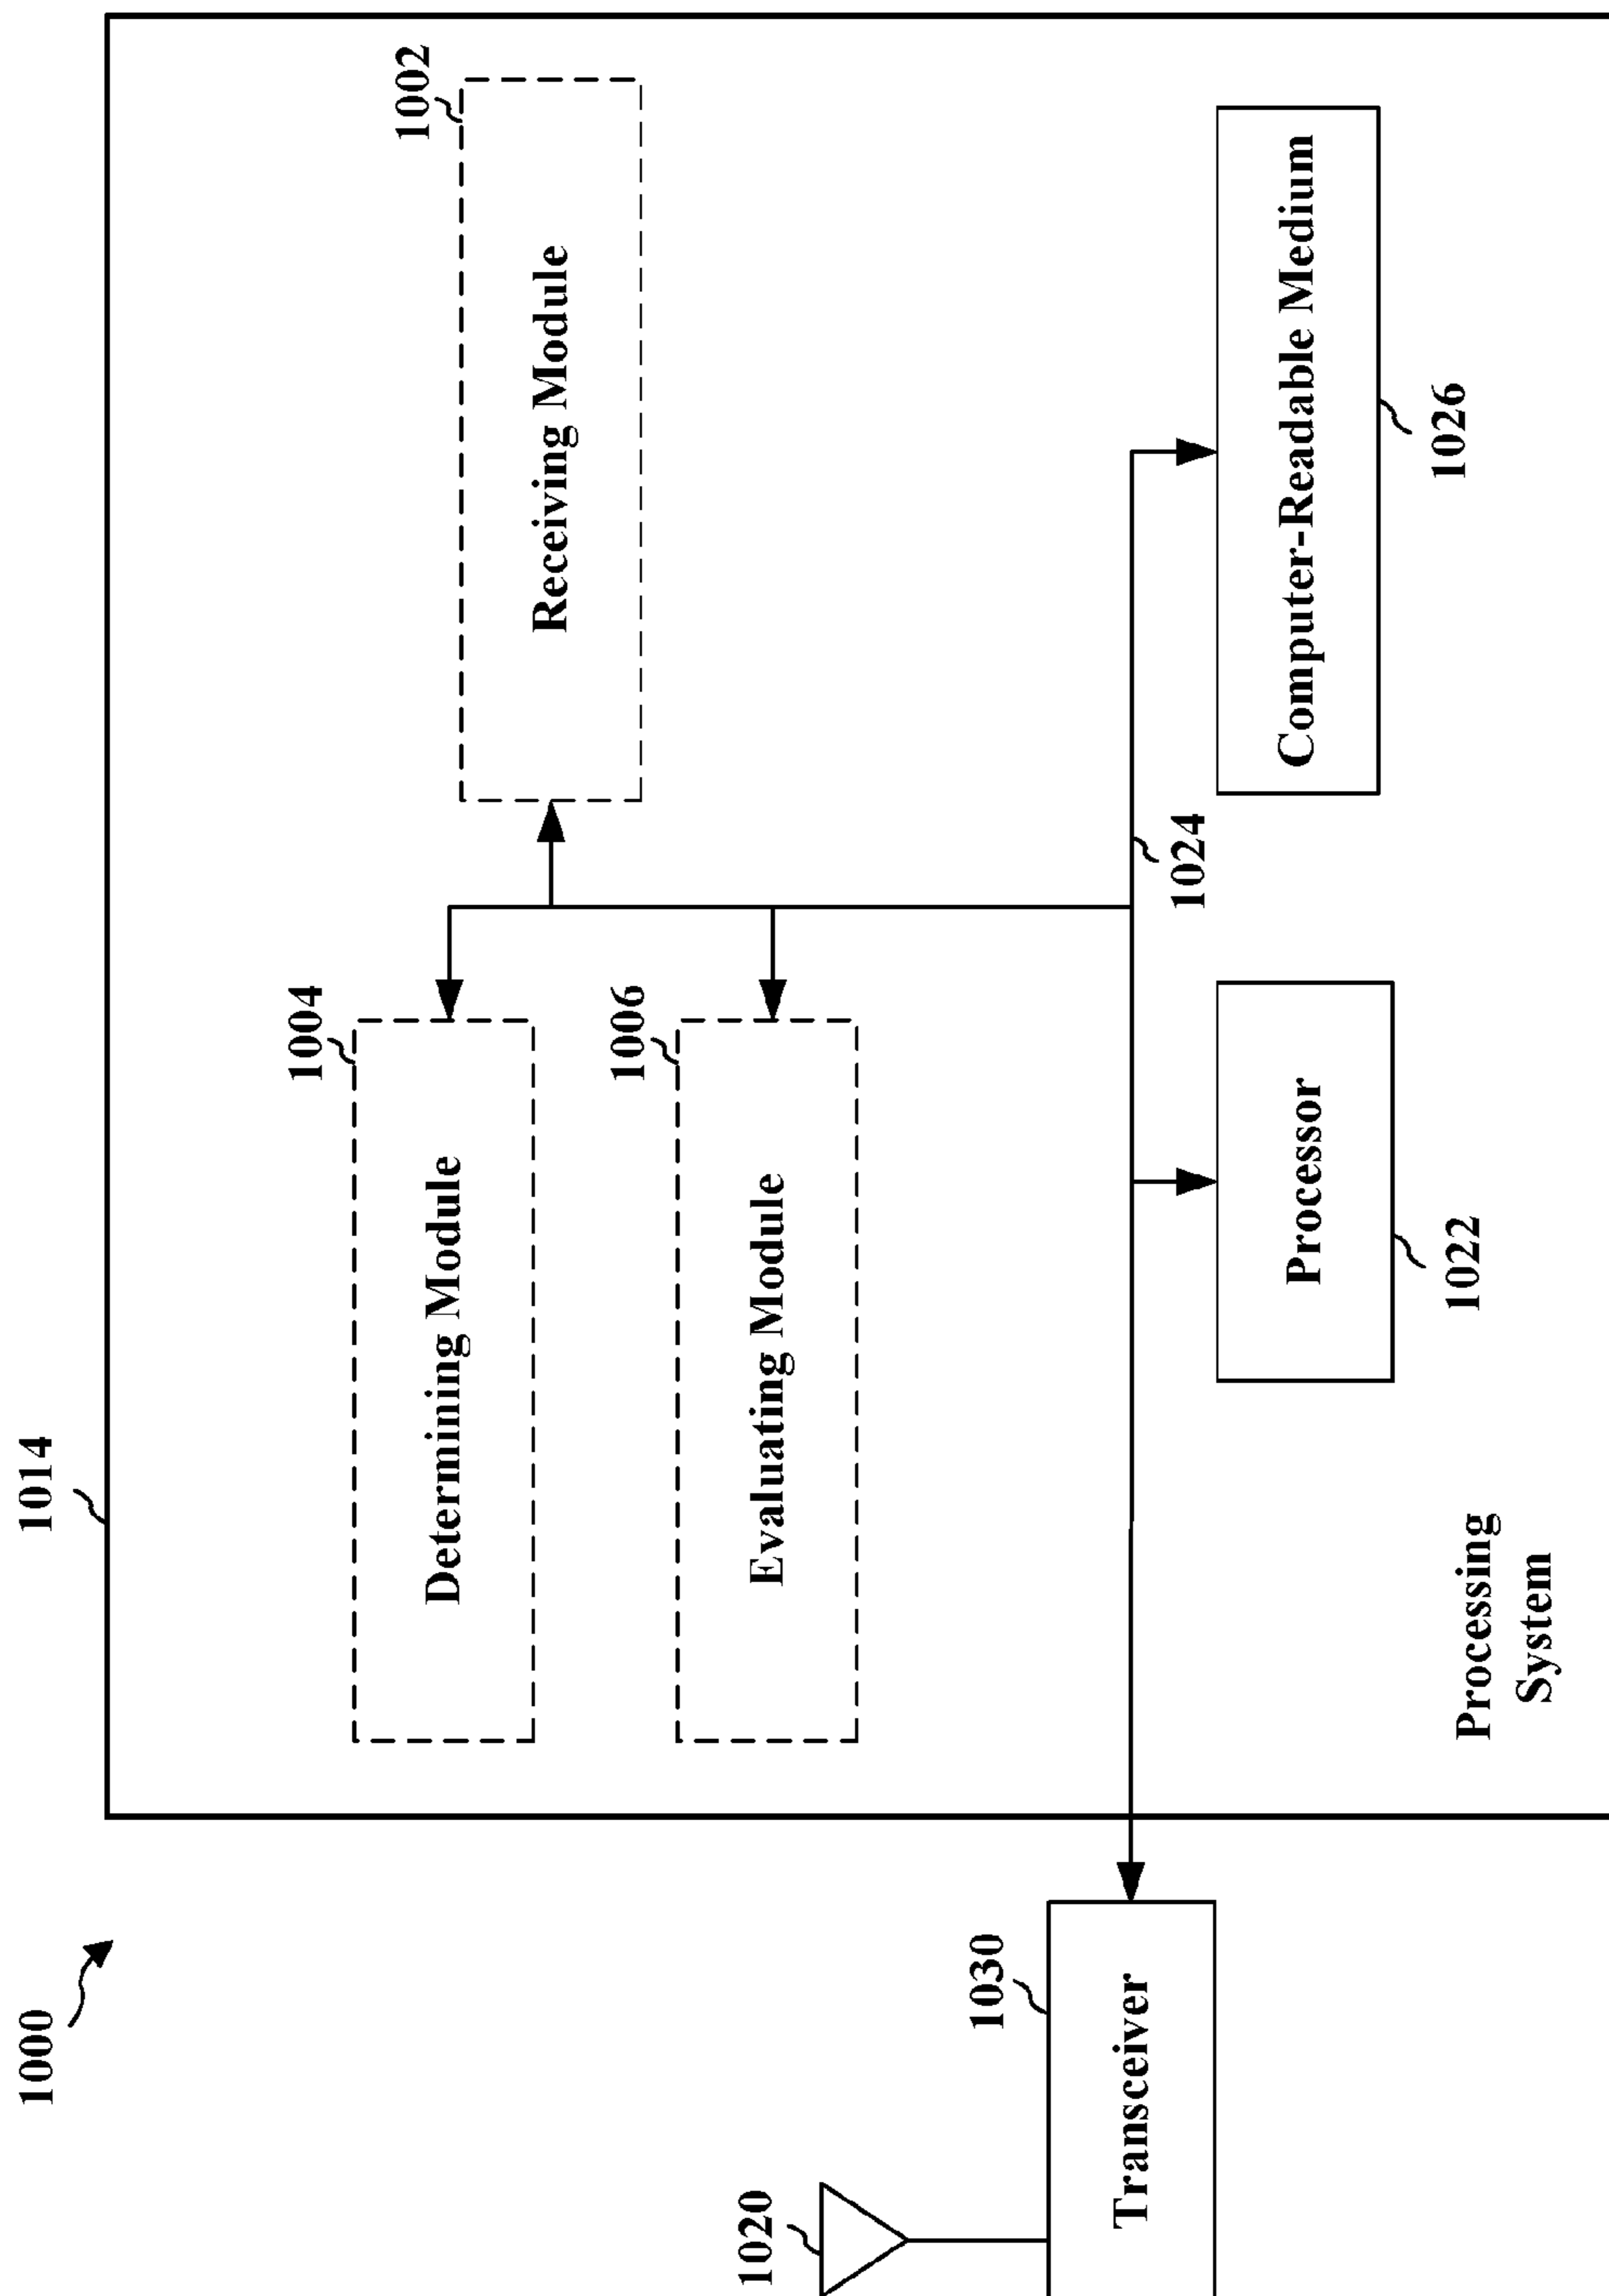 1000
1014
1002
Receiving Module
1004
Determining Module
1006
Evaluating Module
1020
1030
Transceiver
1024
Processor
1022
Computer-Readable Medium
1026
Processing
System